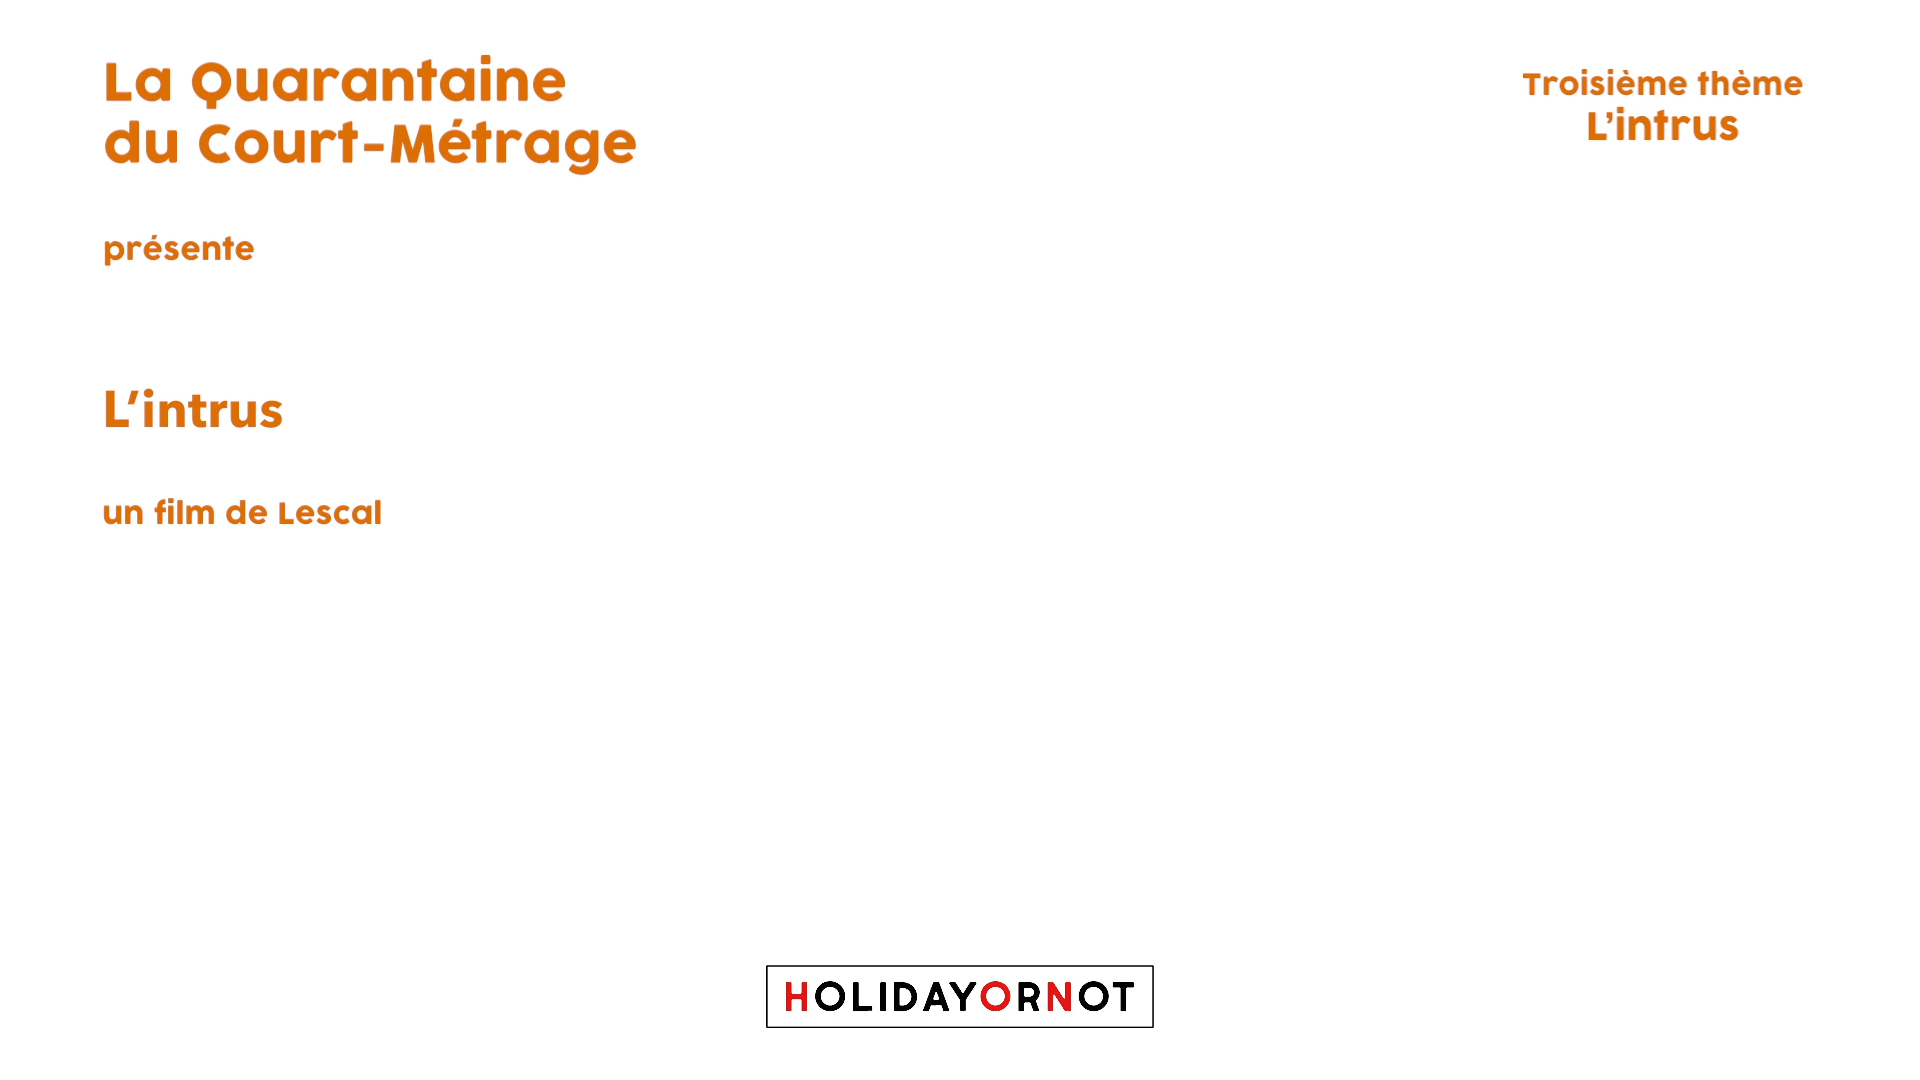 La Quarantaine
du Court-Métrage
Troisième thème
L'intrus
présente
L'intrus
un film de Lescal
HOLIDAYORNOT